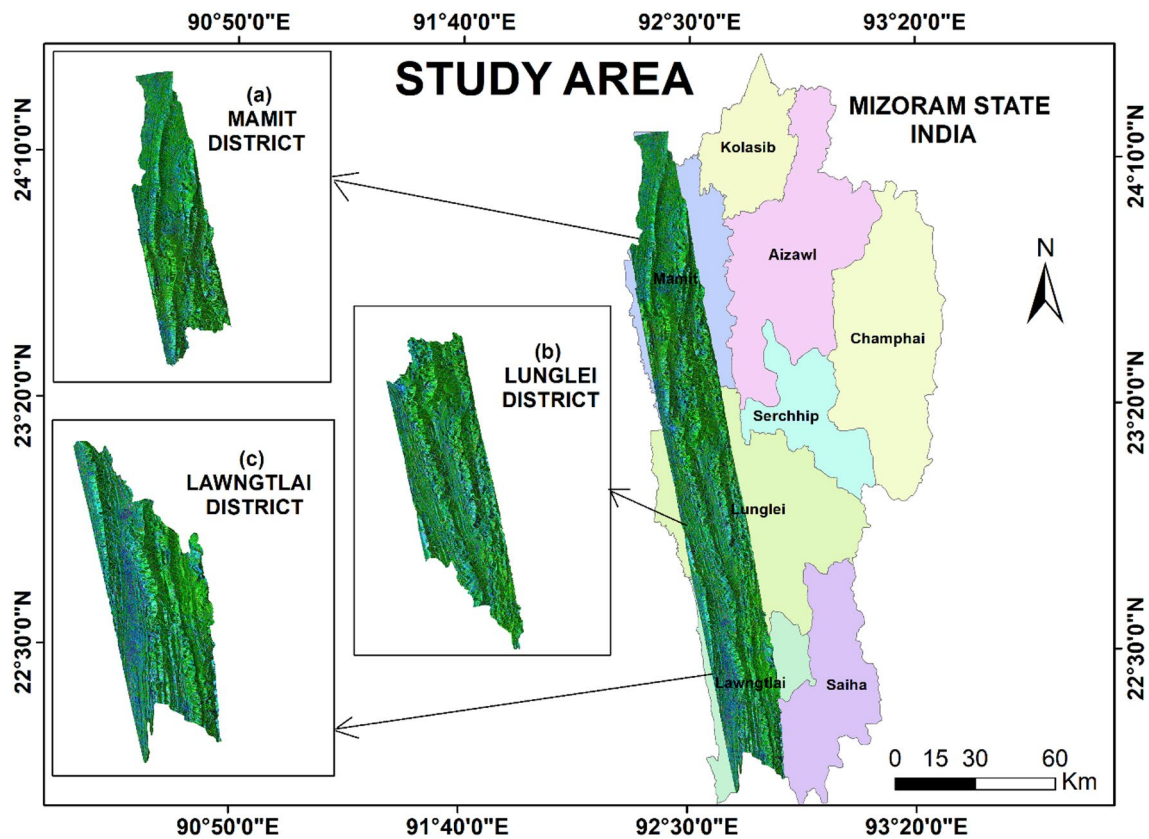 90°50'0"E
91°40'0"E
92°30'0"E
93°20'0"E
STUDY AREA
MIZORAM STATE
INDIA
(a)
MAMIT
DISTRICT
(b)
LUNGLEI
DISTRICT
(c)
LAWNGTLAI
DISTRICT
Kolasib
Aizawl
Mamit
Champhai
Serchhip
Lunglei
Lawngtlai
Saiha
N
24°10'0"N
23°20'0"N
22°30'0"N
24°10'0"N
23°20'0"N
22°30'0"N
0 15 30 60
Km
90°50'0"E
91°40'0"E
92°30'0"E
93°20'0"E